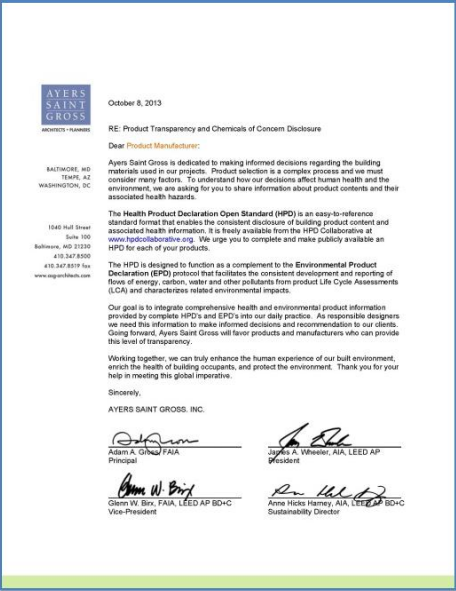 AYERS
SAINT
GROSS
ARCHITECTS + PLANNERS
BALTIMORE, MD
TEMPE, AZ
WASHINGTON, DC
1040 Hull Street
Suite 100
Baltimore, MD 21230
410.347.8500
410.347.8519 fax
www.asg-architects.com
October 8, 2013
RE: Product Transparency and Chemicals of Concern Disclosure
Dear Product Manufacturer:
Ayers Saint Gross is dedicated to making informed decisions regarding the building
materials used in our projects. Product selection is a complex process and we must
consider many factors. To understand how our decisions affect human health and the
environment, we are asking for you to share information about product contents and their
associated health hazards.
The Health Product Declaration Open Standard (HPD) is an easy-to-reference
standard format that enables the consistent disclosure of building product content and
associated health information. It is freely available from the HPD Collaborative at
www.hpdcollaborative.org. We urge you to complete and make publicly available an
HPD for each of your products.
The HPD is designed to function as a complement to the Environmental Product
Declaration (EPD) protocol that facilitates the consistent development and reporting of
flows of energy, carbon, water and other pollutants from product Life Cycle Assessments
(LCA) and characterizes related environmental impacts.
Our goal is to integrate comprehensive health and environmental product information
provided by complete HPD's and EPD's into our daily practice. As responsible designers
we need this information to make informed decisions and recommendation to our clients.
Going forward, Ayers Saint Gross will favor products and manufacturers who can provide
this level of transparency.
Working together, we can truly enhance the human experience of our built environment,
enrich the health of building occupants, and protect the environment. Thank you for your
help in meeting this global imperative.
Sincerely,
AYERS SAINT GROSS. INC.
Adam A. Gross/ FAIA
Principal
James A. Wheeler, AIA, LEED AP
President
Glenn W. Birx
Glenn W. Birx, FAIA, LEED AP BD+C
Vice-President
Anne Hicks Harney, AIA, LEED AP BD+C
Sustainability Director